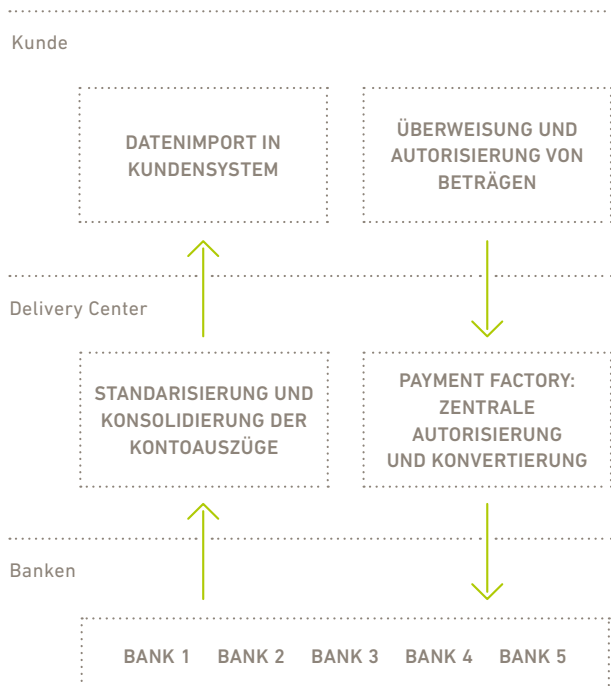 Kunde
DATENIMPORT IN
KUNDENSYSTEM
ÜBERWEISUNG UND
AUTORISIERUNG VON
BETRÄGEN
Delivery Center
STANDARISIERUNG UND
KONSOLIDIERUNG DER
KONTOAUSZÜGE
PAYMENT FACTORY:
ZENTRALE
AUTORISIERUNG
UND KONVERTIERUNG
Banken
BANK 1 BANK 2 BANK 3 BANK 4 BANK 5